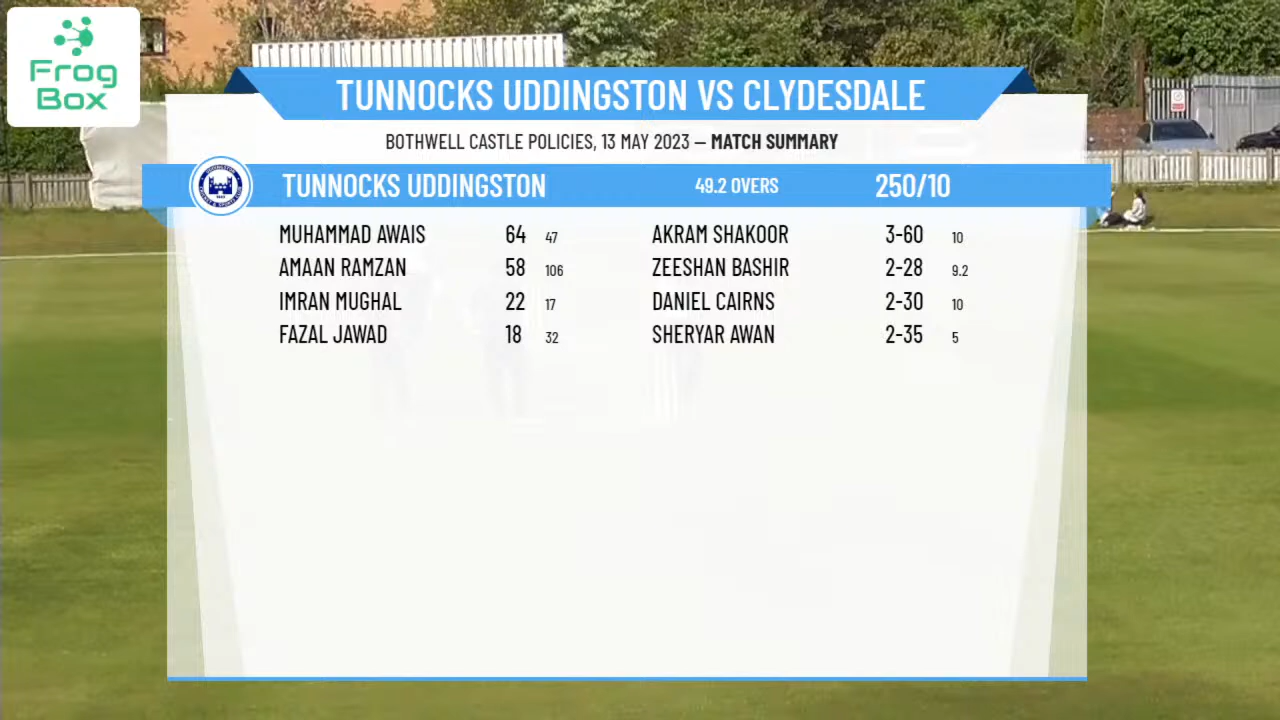 Frog
Box
TUNNOCKS UDDINGSTON VS CLYDESDALE
BOTHWELL CASTLE POLICIES, 13 MAY 2023 – MATCH SUMMARY
TUNNOCKS UDDINGSTON 49.2 OVERS 250/10
MUHAMMAD AWAIS 64 47 AKRAM SHAKOOR 3-60 10
AMAAN RAMZAN 58 106 ZEESHAN BASHIR 2-28 9.2
IMRAN MUGHAL 22 17 DANIEL CAIRNS 2-30 10
FAZAL JAWAD 18 32 SHERYAR AWAN 2-35 5